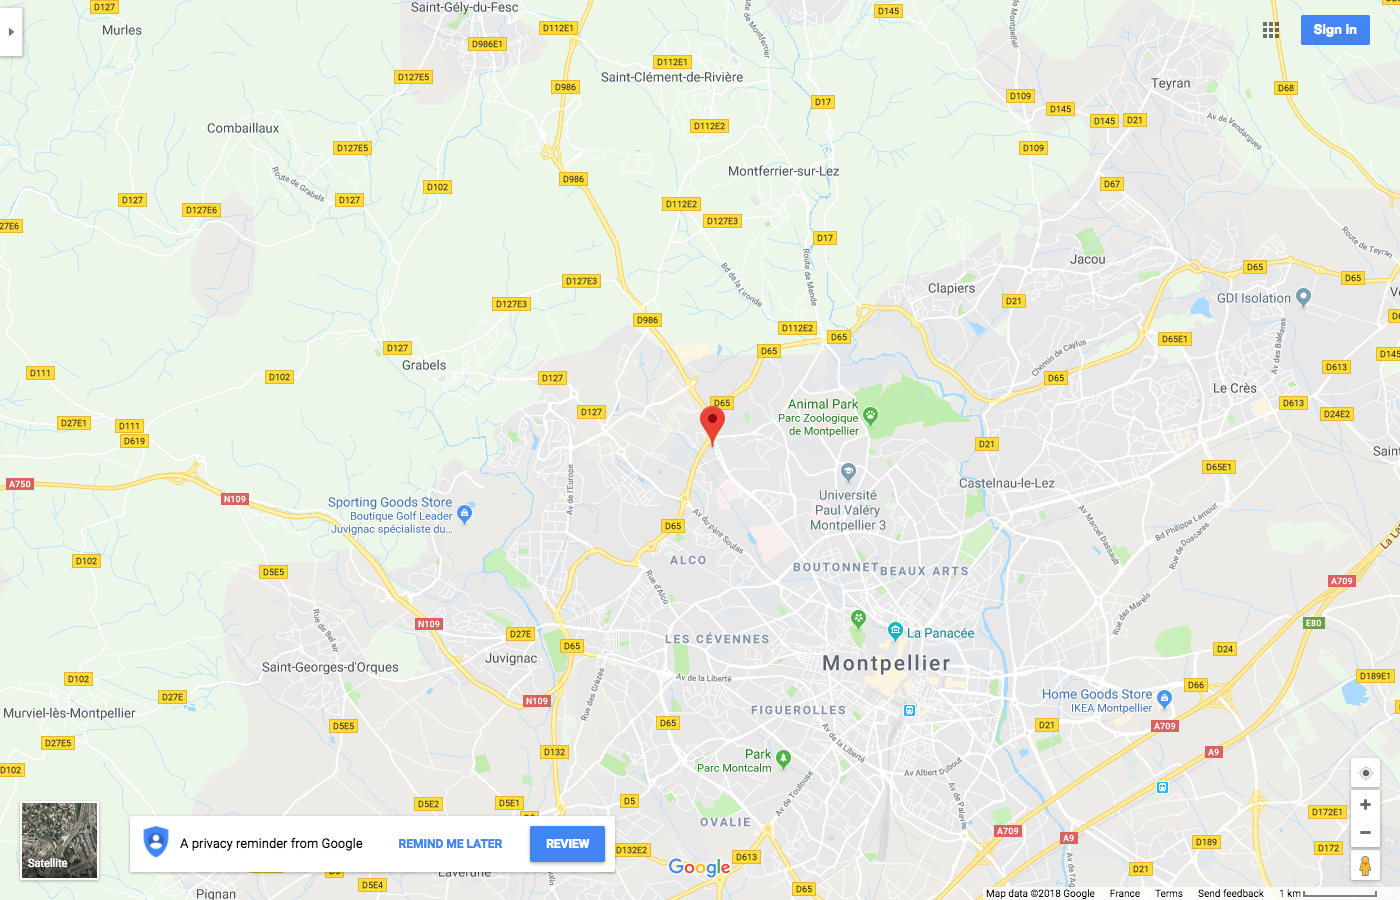 D127
Saint-Gély-du-Fesc
D145
Murles
D112E1
D986E1
Sign in
D112E1
Saint-Clément-de-Rivière
D127E5
D986
Teyran
D68
D109
D145
D17
D145
D21
Av de Vendargues
Combaillaux
D112E2
D127E5
D109
Montferrier-sur-Lez
Route de Grabels
D986
D102
D67
D127
D127
D127E6
D112E2
D127E3
27E6
D17
Route de Teyran
Jacou
Bd de la Lironde
Route de Mende
D65
D65
D127E3
Clapiers
D127E3
D21
GDI Isolation
D986
D112E2
D65
D65E1
Av des Baldares
Chemin de Caylus
D127
D65
D145
Grabels
D613
D111
D102
D127
D65
Le Crès
D65
Animal Park
Parc Zoologique
de Montpellier
D613
D24E2
D127
D27E1
D111
D619
D21
Saint
D65E1
A750
N109
Av de l'Europe
Castelnau-le-Lez
Sporting Goods Store
Boutique Golf Leader
Juvignac spécialiste du...
Université
Paul Valéry
Montpellier 3
D65
Av du père Soulas
Av Marcel Dassault
Bd Philippe Lamour
Rue de Doscares
D102
D5E5
ALCO
BOUTONNET
BEAUX ARTS
Rue d'Alco
A709
Rue des Marels
Rue de Bel air
N109
D27E
E80
LES CÉVENNES
La Panacée
D65
D24
Juvignac
Montpellier
Saint-Georges-d'Orques
D102
Av de la Liberté
D66
D189E1
D27E
N109
Rue des Grèzes
Home Goods Store
IKEA Montpellier
Murviel-lès-Montpellier
FIGUEROLLES
D5E5
D65
D21
A709
D27E5
D132
Av de la Liberté
A9
Park
Parc Montcalm
D102
Av Albert Dubout
Av de Toulouse
Av de Palavas
D5E2
D5E1
D5
D172E1
OVALIE
A709
A9
D189
D172
A privacy reminder from Google
REMIND ME LATER
REVIEW
D132E2
D613
Satellite
Google
D21
Laverune
D5E4
D65
Pignan
Map data ©2018 Google
France
Terms
Send feedback
1 km